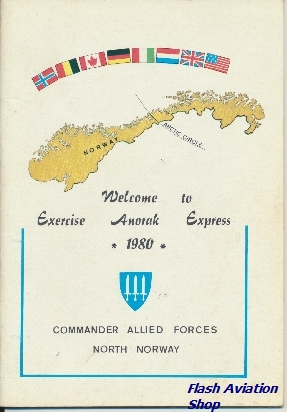 NORWAY
ARCTIC CIRCLE
Welcome to
Exercise Anorak Express
* 1980 *
COMMANDER ALLIED FORCES
NORTH NORWAY
Flash Aviation
Shop